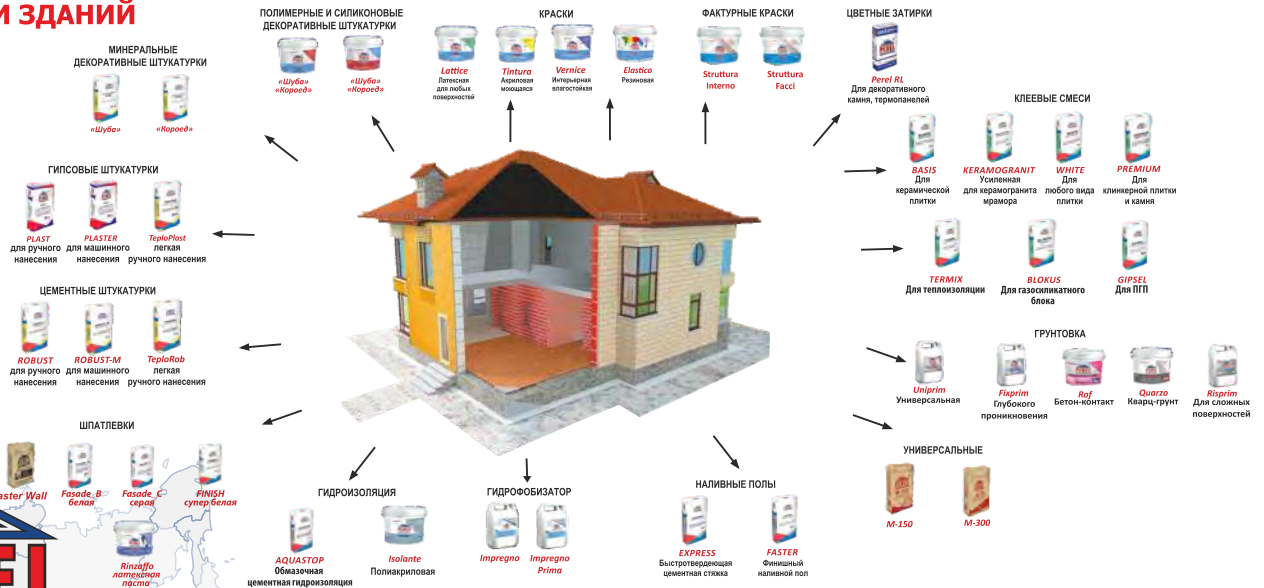 И ЗДАНИЙ
МИНЕРАЛЬНЫЕ
ДЕКОРАТИВНЫЕ ШТУКАТУРКИ
«Шуба»
«Короед»
ПОЛИМЕРНЫЕ И СИЛИКОНОВЫЕ
ДЕКОРАТИВНЫЕ ШТУКАТУРКИ
«Шуба»
«Короед»
«Шуба»
«Короед»
КРАСКИ
Lattice
Латексная
для любых
поверхностей
Tintura
Акриловая
моющаяся
Vernice
Интерьерная
влагостойкая
Elastico
Резиновая
ФАКТУРНЫЕ КРАСКИ
Struttura
Interno
Struttura
Facci
ЦВЕТНЫЕ ЗАТИРКИ
Perel RL
Для декоративного
камня, термопанелей
КЛЕЕВЫЕ СМЕСИ
BASIS
Для
керамической
плитки
KERAMOGRANIT
Усиленная
для керамогранита
мрамора
WHITE
Для
любого вида
плитки
PREMIUM
Для
клинкерной плитки
и камня
TERMIX
Для теплоизоляции
BLOKUS
Для газосиликатного
блока
GIPSEL
Для ПГП
ГИПСОВЫЕ ШТУКАТУРКИ
PLAST
для ручного
нанесения
PLASTER
для машинного
нанесения
TeploPlast
легкая
ручного нанесения
ЦЕМЕНТНЫЕ ШТУКАТУРКИ
ROBUST
для ручного
нанесения
ROBUST-M
для машинного
нанесения
TeploRob
легкая
ручного нанесения
ГРУНТОВКА
Uniprim
Универсальная
Fixprim
Глубокого
проникновения
Rof
Бетон-контакт
Quarzo
Кварц-грунт
Risprim
Для сложных
поверхностей
ШПАТЛЕВКИ
aster Wall
Fasade_B
белая
Fasade_C
серая
FINISH
супер белая
Rinzaffo
латексная
паста
ГИДРОИЗОЛЯЦИЯ
AQUASTOP
Обмазочная
цементная гидроизоляция
Isolante
Полиакриловая
ГИДРОФОБИЗАТОР
Impregno
Impregno
Prima
НАЛИВНЫЕ ПОЛЫ
EXPRESS
Быстротвердеющая
цементная стяжка
FASTER
Финишный
наливной пол
УНИВЕРСАЛЬНЫЕ
М-150
М-300